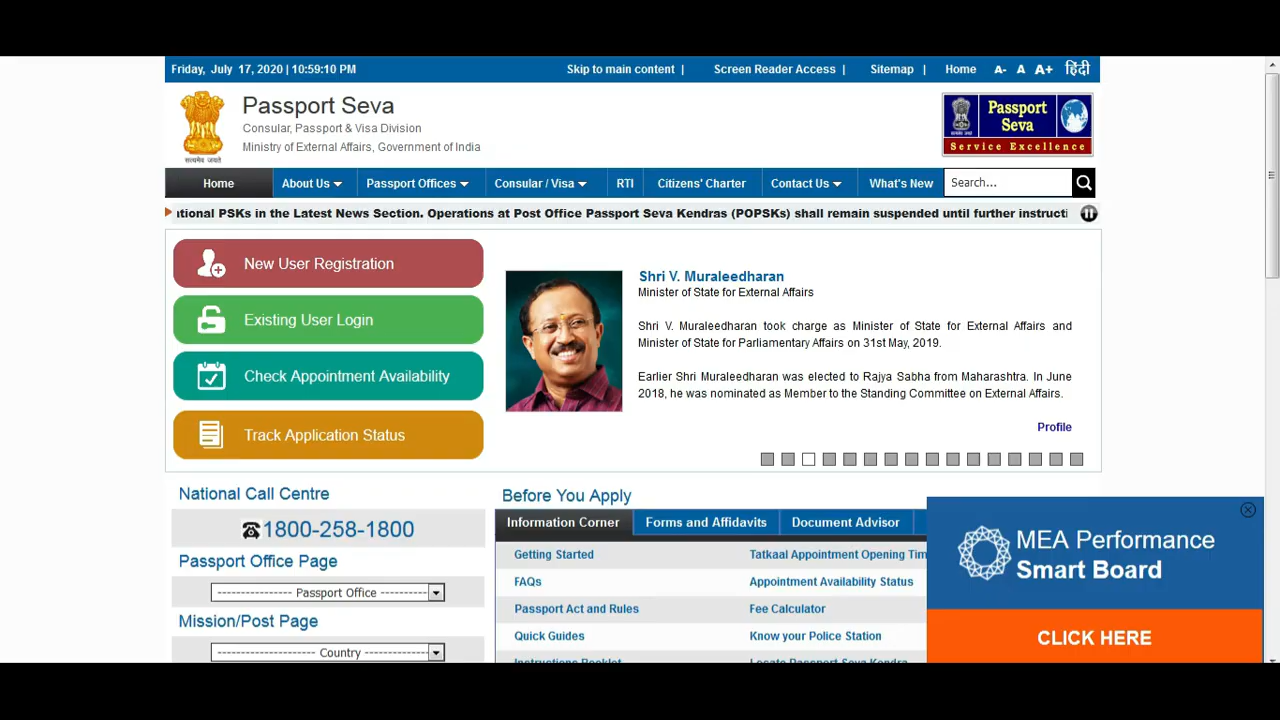 Friday, July 17, 2020 | 10:59:10 PM
Skip to main content |
Screen Reader Access |
Sitemap |
Home
A- A A+ हिंदी
Passport Seva
Consular, Passport & Visa Division
Ministry of External Affairs, Government of India
सत्यमेव जयते
Passport
Seva
Service Excellence
Home
About Us
Passport Offices
Consular / Visa
RTI
Citizens' Charter
Contact Us
What's New
Search...
tional PSKs in the Latest News Section. Operations at Post Office Passport Seva Kendras (POPSKs) shall remain suspended until further instructi
New User Registration
Existing User Login
Check Appointment Availability
Track Application Status
Shri V. Muraleedharan
Minister of State for External Affairs
Shri V. Muraleedharan took charge as Minister of State for External Affairs and
Minister of State for Parliamentary Affairs on 31st May, 2019.
Earlier Shri Muraleedharan was elected to Rajya Sabha from Maharashtra. In June
2018, he was nominated as Member to the Standing Committee on External Affairs.
Profile
National Call Centre
1800-258-1800
Passport Office Page
---------------- Passport Office ----------
Mission/Post Page
-------------------- Country --------------
Before You Apply
Information Corner
Forms and Affidavits
Document Advisor
Getting Started
Tatkaal Appointment Opening Tim
FAQs
Appointment Availability Status
Passport Act and Rules
Fee Calculator
Quick Guides
Know your Police Station
Instructions Booklet
Locate Passport Seva Kendra
MEA Performance
Smart Board
CLICK HERE